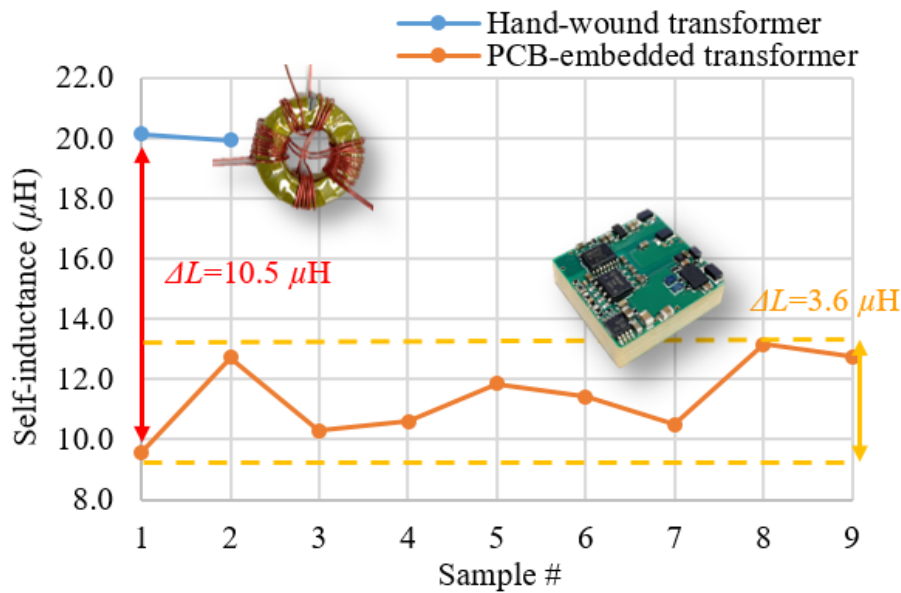 Hand-wound transformer
PCB-embedded transformer
Self-inductance (µH)
22.0
20.0
18.0
16.0
14.0
12.0
10.0
8.0
ΔL=10.5 µH
ΔL=3.6 µH
1 2 3 4 5 6 7 8 9
Sample #